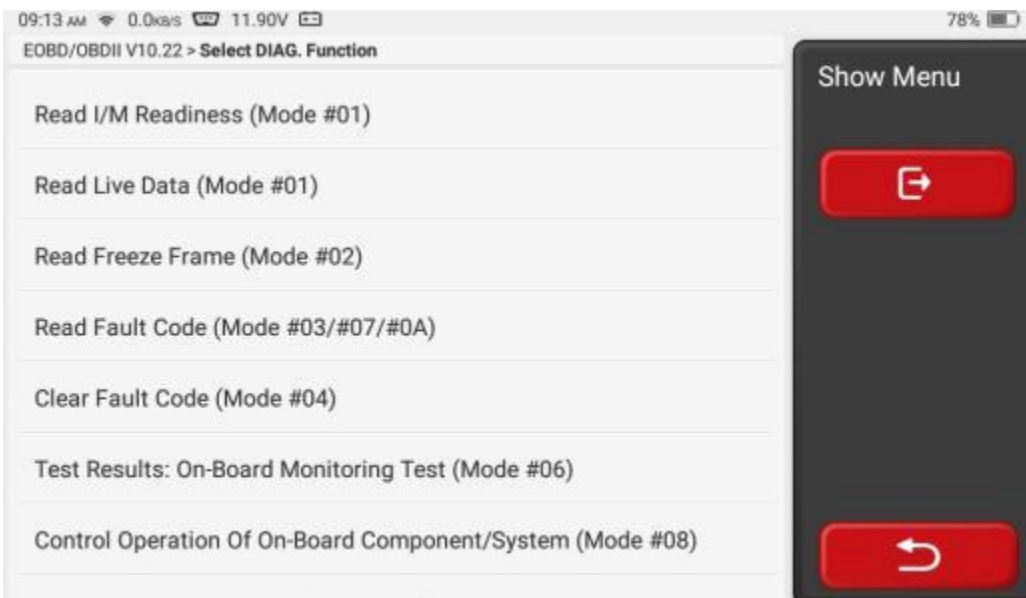 09:13 AM 0.0KB/S 11.90V 78%
EOBD/OBDII V10.22 > Select DIAG. Function
Show Menu
Read I/M Readiness (Mode #01)
Read Live Data (Mode #01)
Read Freeze Frame (Mode #02)
Read Fault Code (Mode #03/#07/#0A)
Clear Fault Code (Mode #04)
Test Results: On-Board Monitoring Test (Mode #06)
Control Operation Of On-Board Component/System (Mode #08)